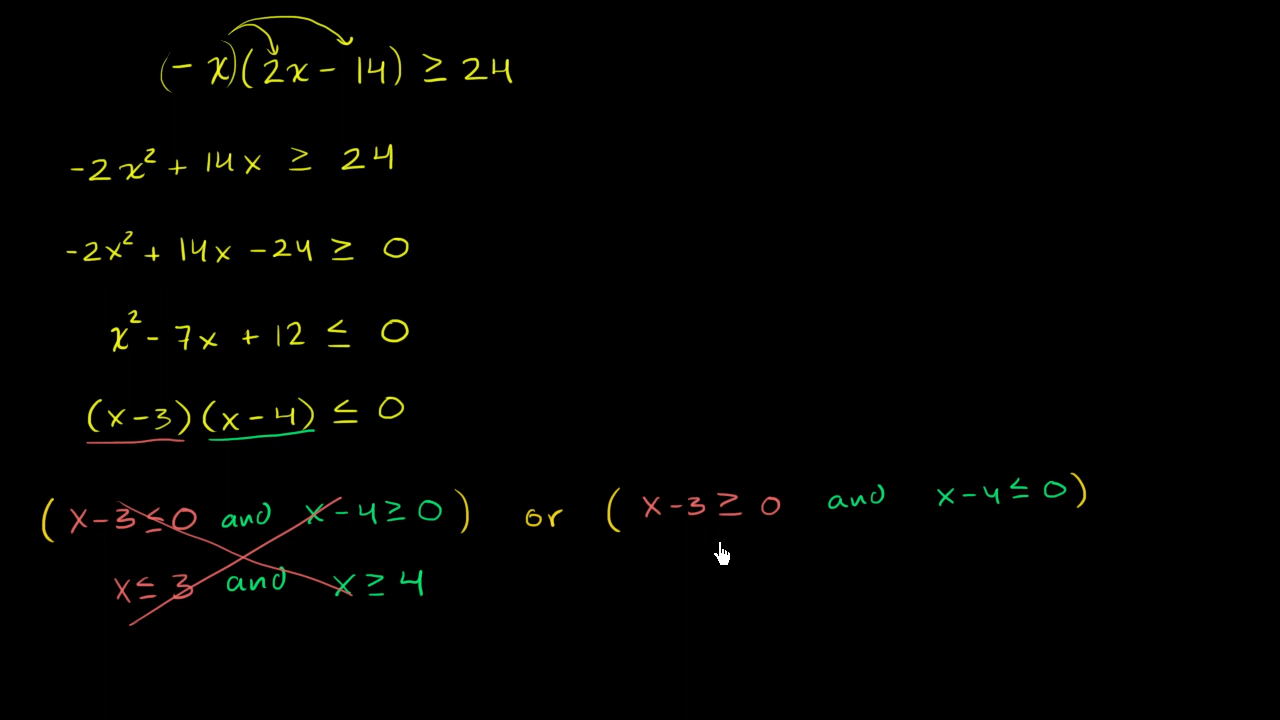 (-x)(2x-14) ≥ 24
-2x² + 14x ≥ 24
-2x² + 14x - 24 ≥ 0
x² - 7x + 12 ≤ 0
(x-3)(x-4) ≤ 0
(x-3≤0 and x-4≥0) or (x-3≥0 and x-4≤0)
x≤3 and x≥4